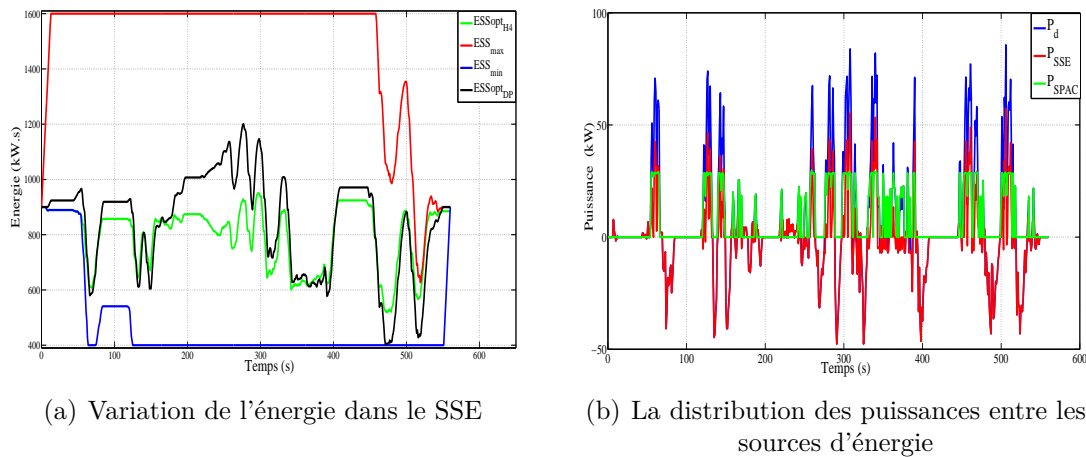 1600
1400
1200
1000
800
600
400
0
100
200
300
400
500
600
Energie (kW.s)
Temps (s)
ESSopt_H4
ESS_max
ESS_min
ESSopt_DP
(a) Variation de l'énergie dans le SSE
100
50
0
−50
0
100
200
300
400
500
600
Puissance (kW)
Temps (s)
P_d
P_SSE
P_SPAC
(b) La distribution des puissances entre les
sources d'énergie